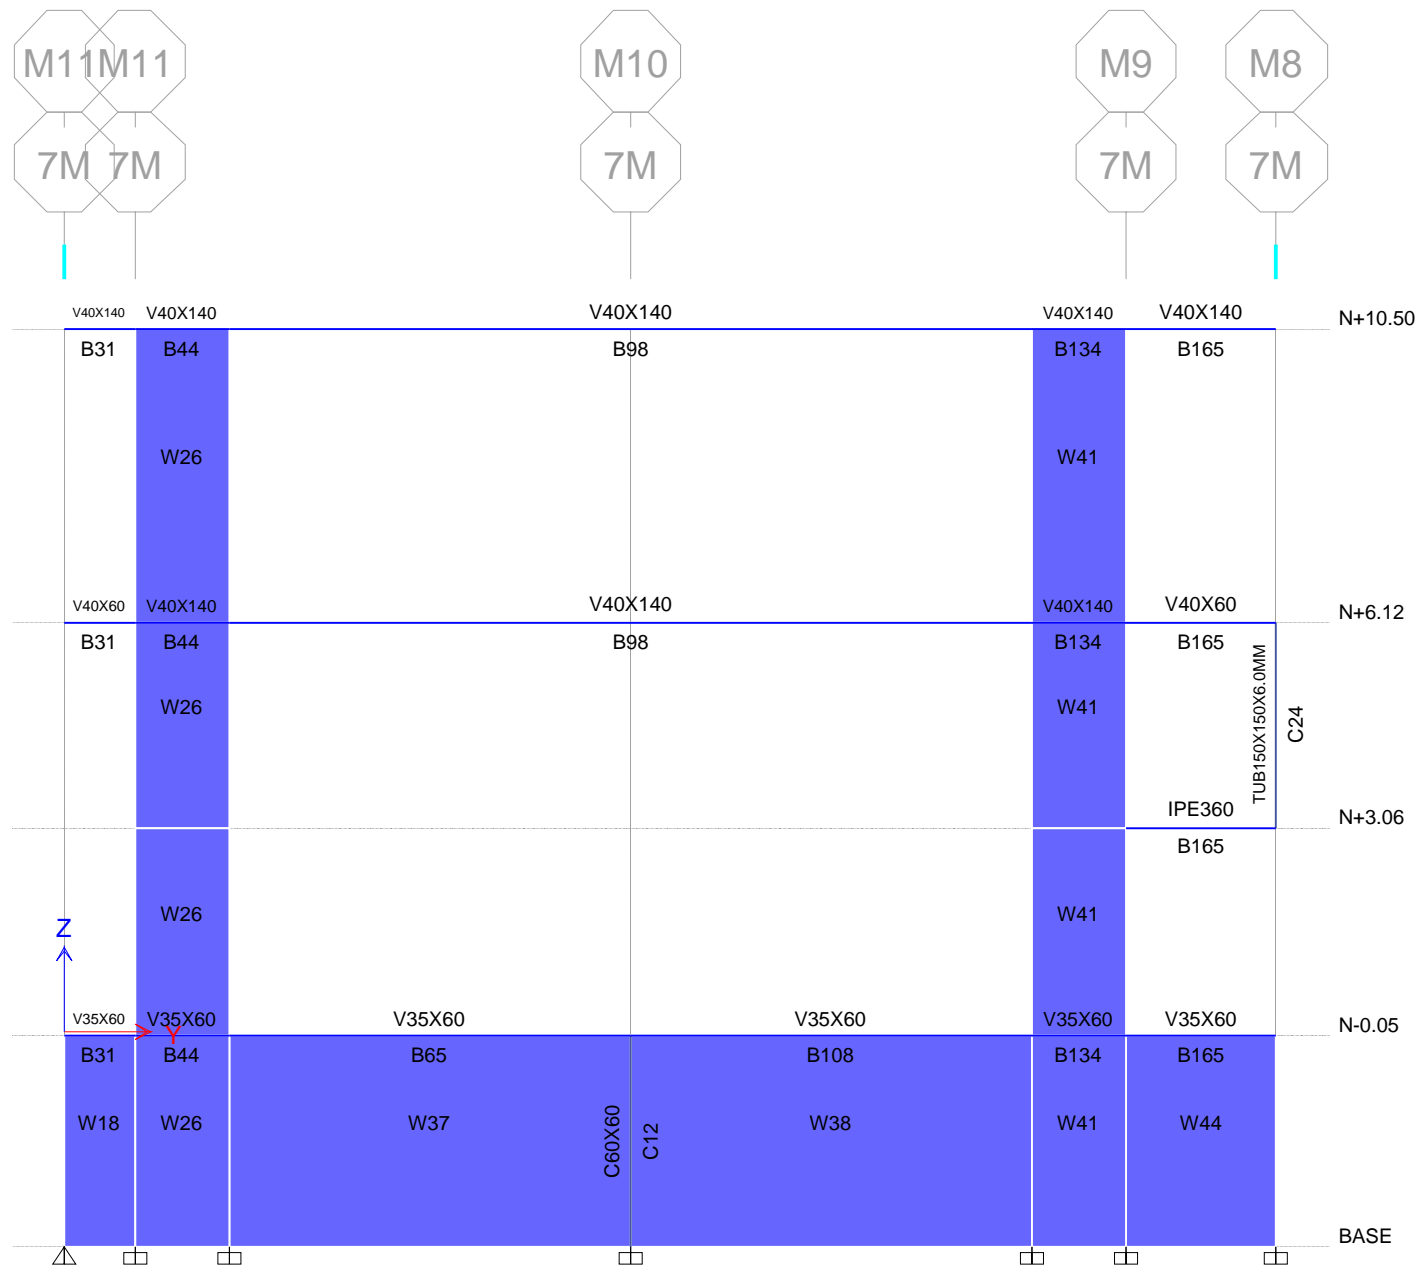 M11 M11 M10 M9 M8
7M 7M 7M 7M 7M
V40X140 V40X140 V40X140 V40X140 V40X140 N+10.50
B31 B44 B98 B134 B165
W26 W41
V40X60 V40X140 V40X140 V40X140 V40X60 N+6.12
B31 B44 B98 B134 B165
W26 W41 TUB150X150X6.0MM C24
IPE360 N+3.06
B165
W26 W41
Z
V35X60 V35X60 V35X60 V35X60 V35X60 V35X60 N-0.05
Y
B31 B44 B65 B108 B134 B165
W18 W26 W37 C60X60 C12 W38 W41 W44
BASE